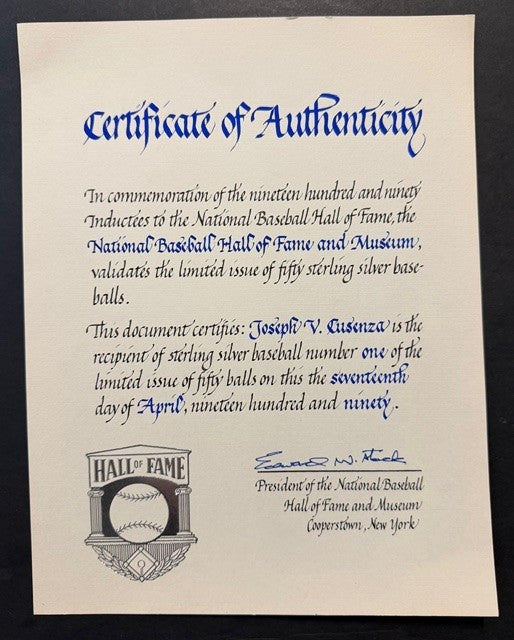 Certificate of Authenticity
In commemoration of the nineteen hundred and ninety
Inductees to the National Baseball Hall of Fame, the
National Baseball Hall of Fame and Museum,
validates the limited issue of fifty sterling silver base-
balls.
This document certifies: Joseph V. Cusenza is the
recipient of sterling silver baseball number one of the
limited issue of fifty balls on this the seventeenth
day of April, nineteen hundred and ninety.
HALL OF FAME
Edward W. Stack
President of the National Baseball
Hall of Fame and Museum
Cooperstown, New York